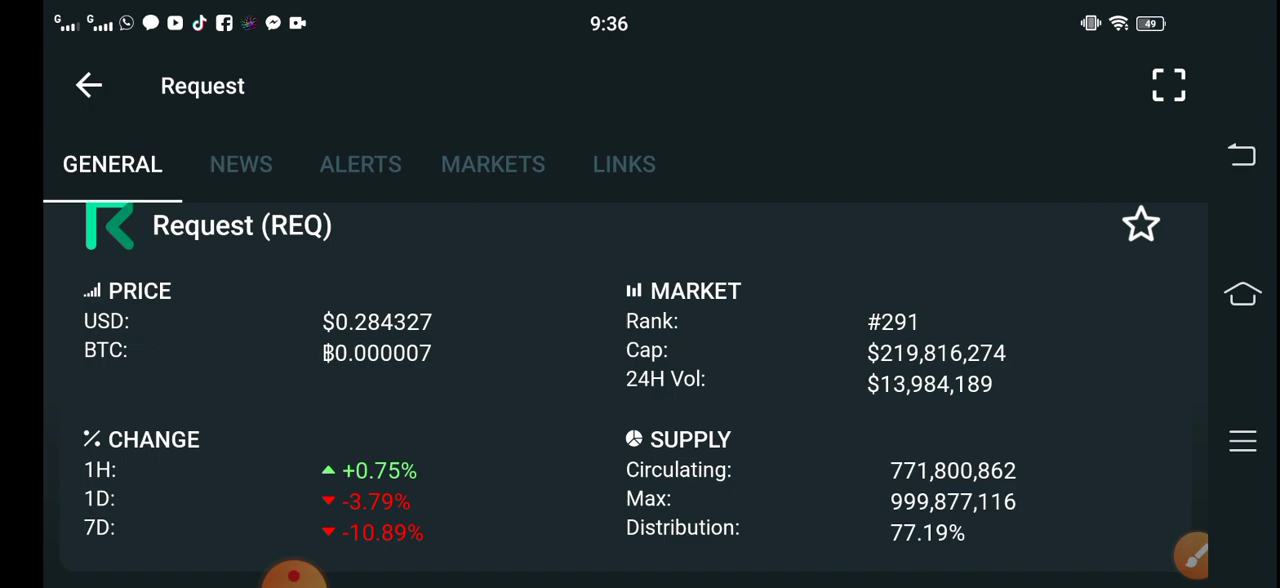 G G 9:36 49
Request
GENERAL NEWS ALERTS MARKETS LINKS
Request (REQ)
PRICE
USD: $0.284327
BTC: ฿0.000007
MARKET
Rank: #291
Cap: $219,816,274
24H Vol: $13,984,189
CHANGE
1H: +0.75%
1D: -3.79%
7D: -10.89%
SUPPLY
Circulating: 771,800,862
Max: 999,877,116
Distribution: 77.19%